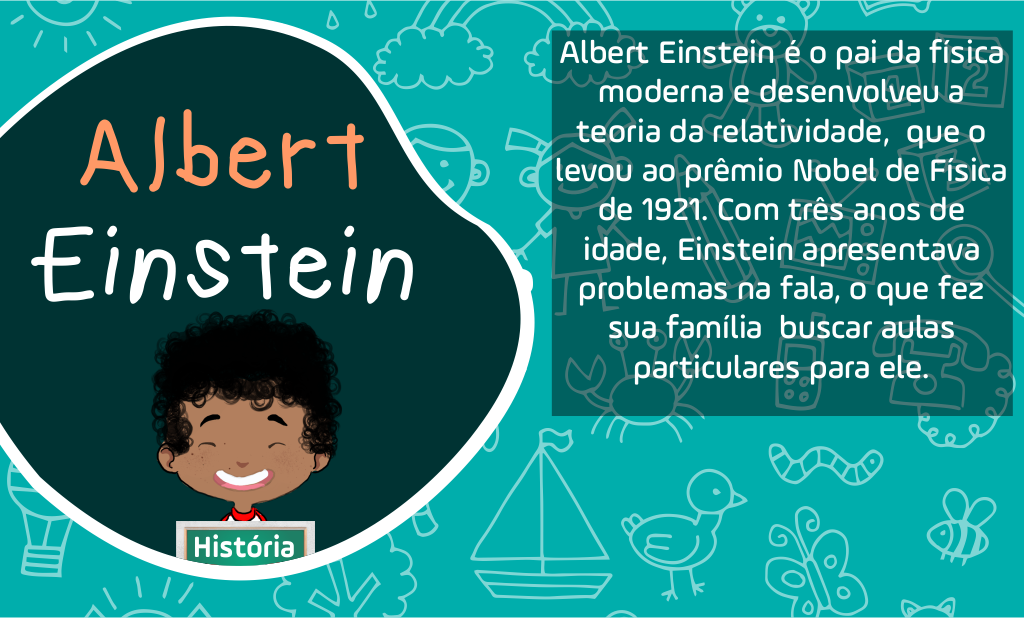 Albert
Einstein
História
Albert Einstein é o pai da física
moderna e desenvolveu a
teoria da relatividade, que o
levou ao prêmio Nobel de Física
de 1921. Com três anos de
idade, Einstein apresentava
problemas na fala, o que fez
sua família buscar aulas
particulares para ele.